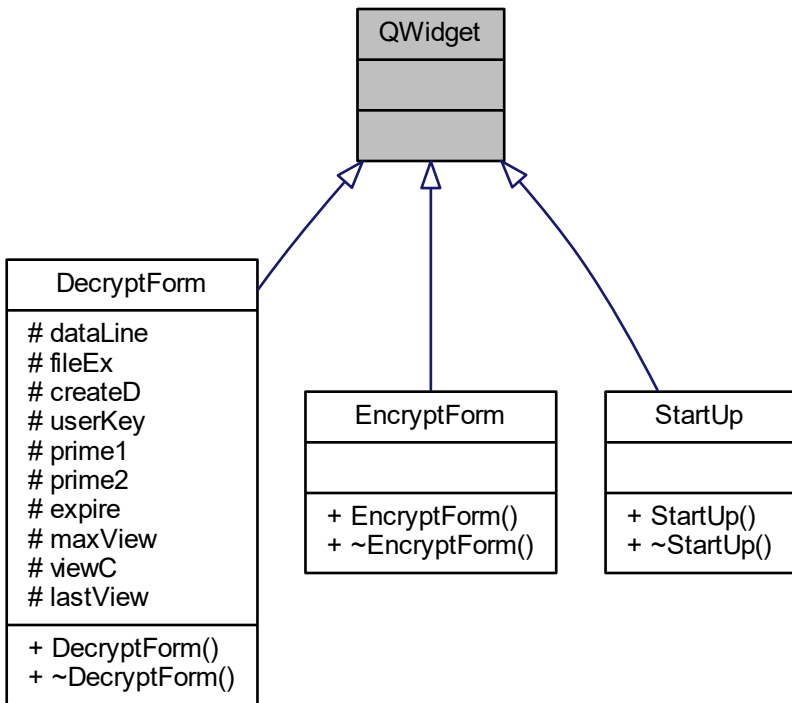 QWidget
DecryptForm
# dataLine
# fileEx
# createD
# userKey
# prime1
# prime2
# expire
# maxView
# viewC
# lastView
+ DecryptForm()
+ ~DecryptForm()
EncryptForm
+ EncryptForm()
+ ~EncryptForm()
StartUp
+ StartUp()
+ ~StartUp()